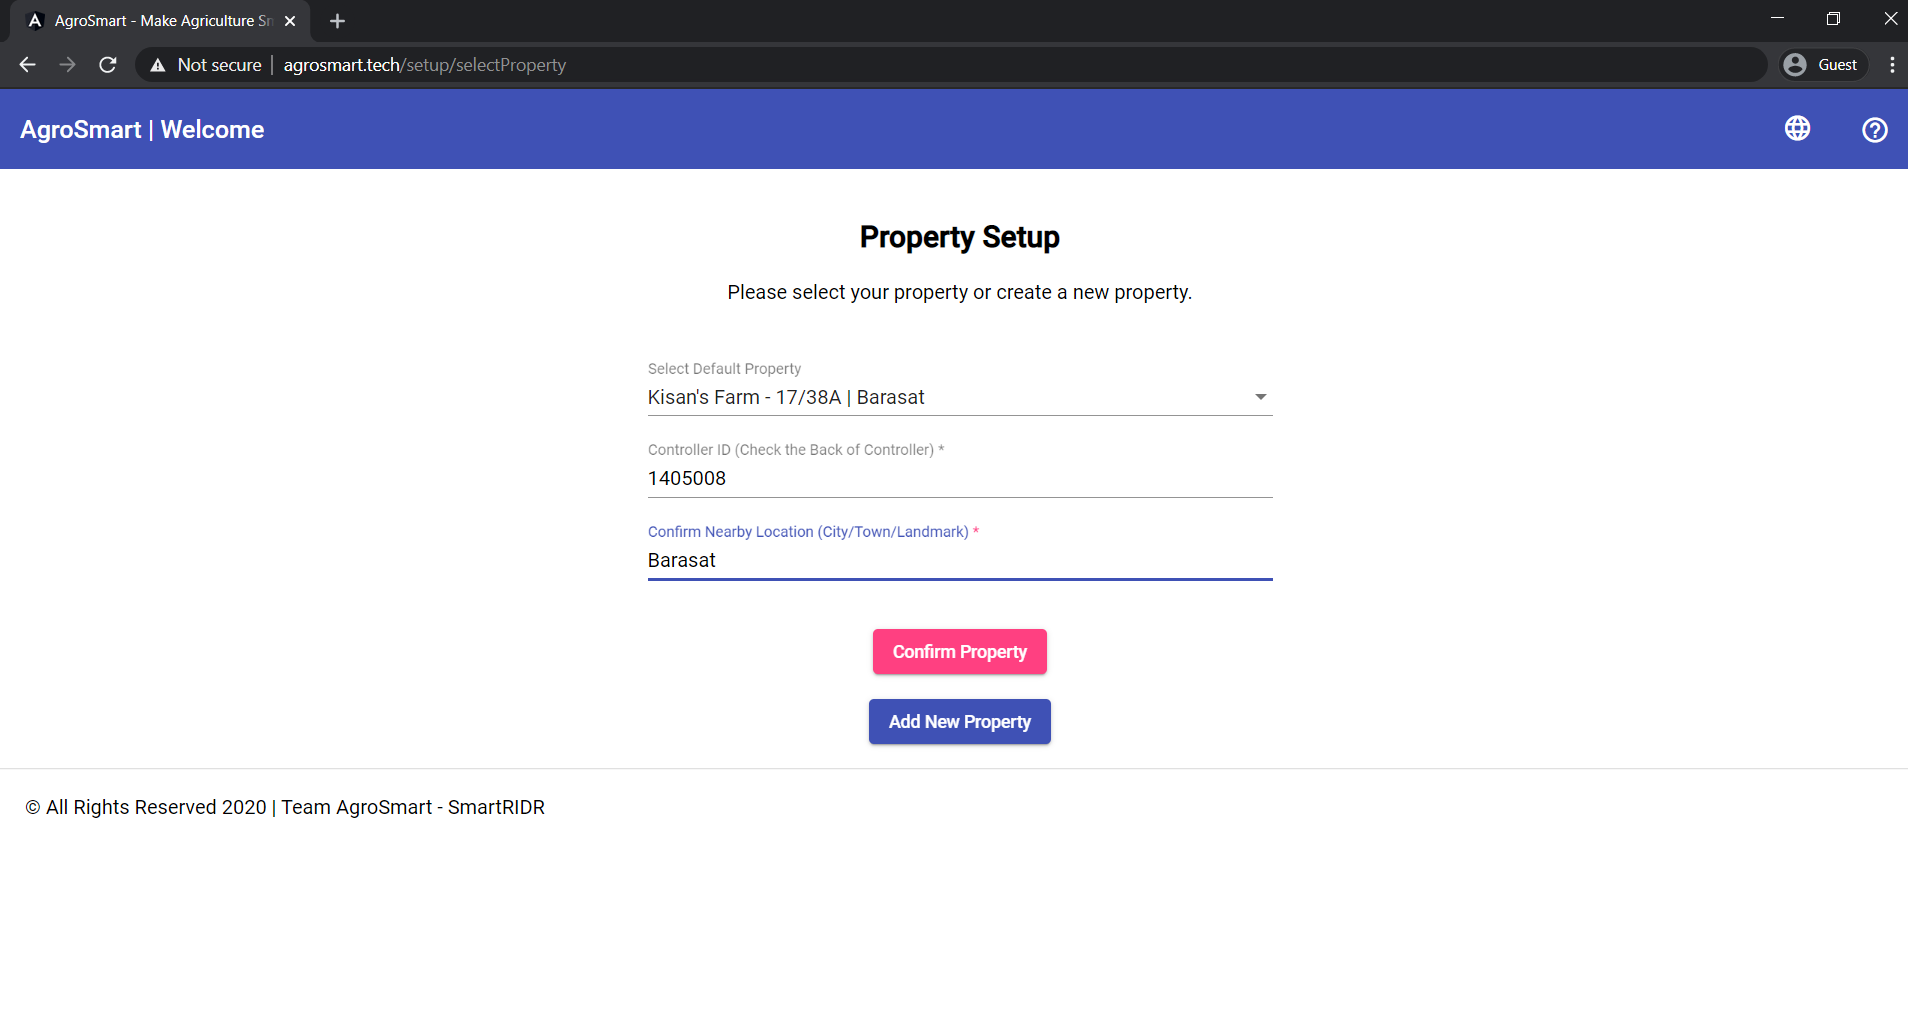 AgroSmart - Make Agriculture Sm
Not secure | agrosmart.tech/setup/selectProperty
Guest
AgroSmart | Welcome
Property Setup
Please select your property or create a new property.
Select Default Property
Kisan's Farm - 17/38A | Barasat
Controller ID (Check the Back of Controller) *
1405008
Confirm Nearby Location (City/Town/Landmark) *
Barasat
Confirm Property
Add New Property
© All Rights Reserved 2020 | Team AgroSmart - SmartRIDR